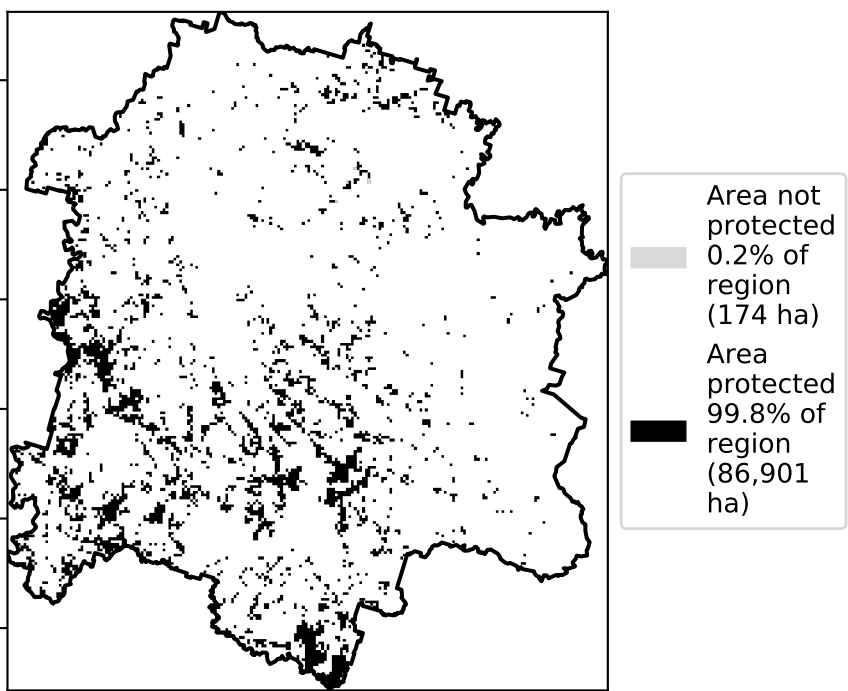 Area not
protected
0.2% of
region
(174 ha)
Area
protected
99.8% of
region
(86,901
ha)